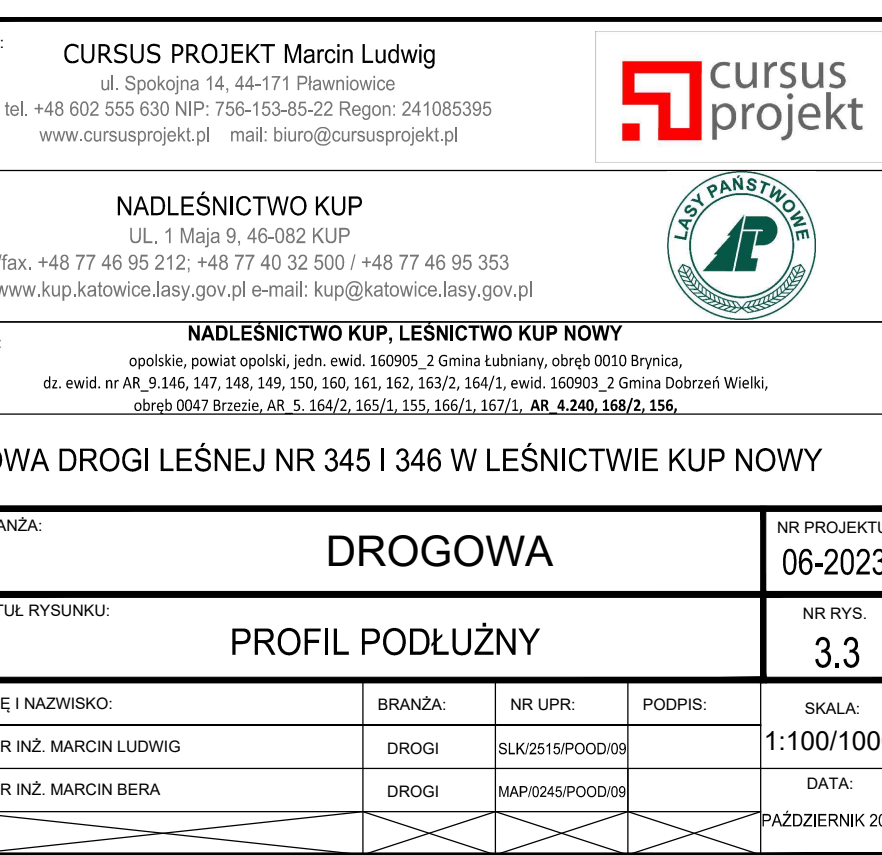 :
CURSUS PROJEKT Marcin Ludwig
ul. Spokojna 14, 44-171 Pławniowice
tel. +48 602 555 630 NIP: 756-153-85-22 Regon: 241085395
www.cursusprojekt.pl mail: biuro@cursusprojekt.pl
cursus
projekt
NADLEŚNICTWO KUP
UL. 1 Maja 9, 46-082 KUP
/fax. +48 77 46 95 212; +48 77 40 32 500 / +48 77 46 95 353
www.kup.katowice.lasy.gov.pl e-mail: kup@katowice.lasy.gov.pl
LASY PAŃSTWOWE
:
NADLEŚNICTWO KUP, LEŚNICTWO KUP NOWY
opolskie, powiat opolski, jedn. ewid. 160905_2 Gmina Łubniany, obręb 0010 Brynica,
dz. ewid. nr AR_9.146, 147, 148, 149, 150, 160, 161, 162, 163/2, 164/1, ewid. 160903_2 Gmina Dobrzeń Wielki,
obręb 0047 Brzezie, AR_5. 164/2, 165/1, 155, 166/1, 167/1, AR_4.240, 168/2, 156,
OWA DROGI LEŚNEJ NR 345 I 346 W LEŚNICTWIE KUP NOWY
ANŻA:
DROGOWA
NR PROJEKTU
06-2023
TUŁ RYSUNKU:
PROFIL PODŁUŻNY
NR RYS.
3.3
Ę I NAZWISKO: BRANŻA: NR UPR: PODPIS:
SKALA:
1:100/100
R INŻ. MARCIN LUDWIG DROGI SLK/2515/POOD/09
R INŻ. MARCIN BERA DROGI MAP/0245/POOD/09
DATA:
PAŹDZIERNIK 20